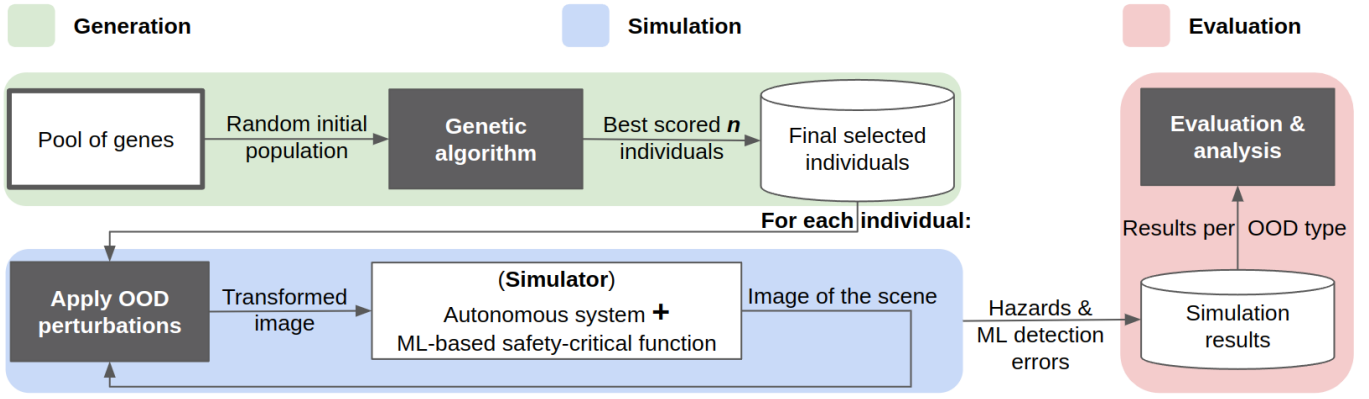 Generation
Simulation
Evaluation
Pool of genes
Random initial
population
Genetic
algorithm
Best scored n
individuals
Final selected
individuals
For each individual:
Apply OOD
perturbations
Transformed
image
(Simulator)
Autonomous system +
ML-based safety-critical function
Image of the scene
Hazards &
ML detection
errors
Evaluation &
analysis
Results per OOD type
Simulation
results